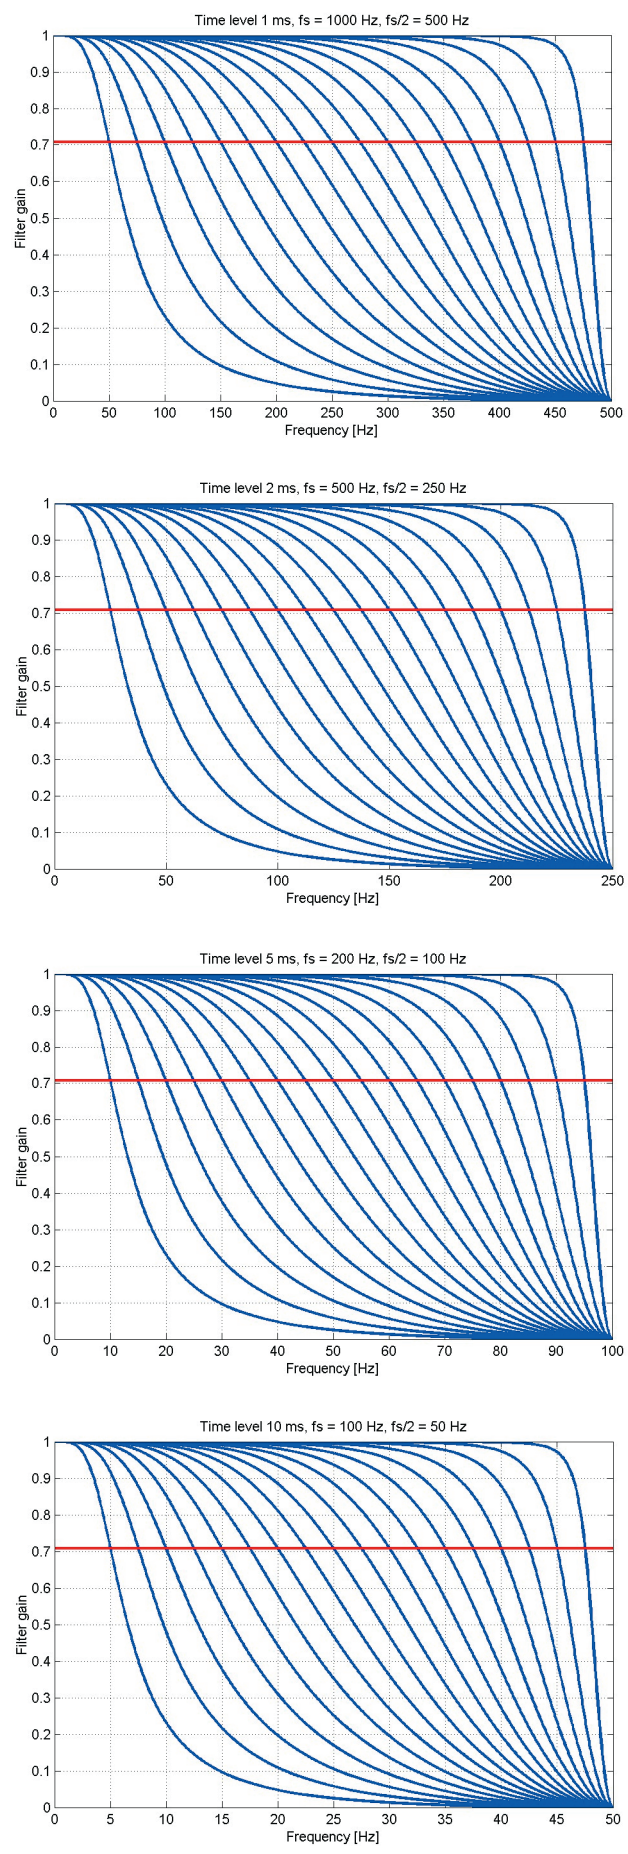 Time level 1 ms, fs = 1000 Hz, fs/2 = 500 Hz
1
0.9
0.8
0.7
0.6
0.5
0.4
0.3
0.2
0.1
0
Filter gain
0 50 100 150 200 250 300 350 400 450 500
Frequency [Hz]
Time level 2 ms, fs = 500 Hz, fs/2 = 250 Hz
1
0.9
0.8
0.7
0.6
0.5
0.4
0.3
0.2
0.1
0
Filter gain
0 50 100 150 200 250
Frequency [Hz]
Time level 5 ms, fs = 200 Hz, fs/2 = 100 Hz
1
0.9
0.8
0.7
0.6
0.5
0.4
0.3
0.2
0.1
0
Filter gain
0 10 20 30 40 50 60 70 80 90 100
Frequency [Hz]
Time level 10 ms, fs = 100 Hz, fs/2 = 50 Hz
1
0.9
0.8
0.7
0.6
0.5
0.4
0.3
0.2
0.1
0
Filter gain
0 5 10 15 20 25 30 35 40 45 50
Frequency [Hz]